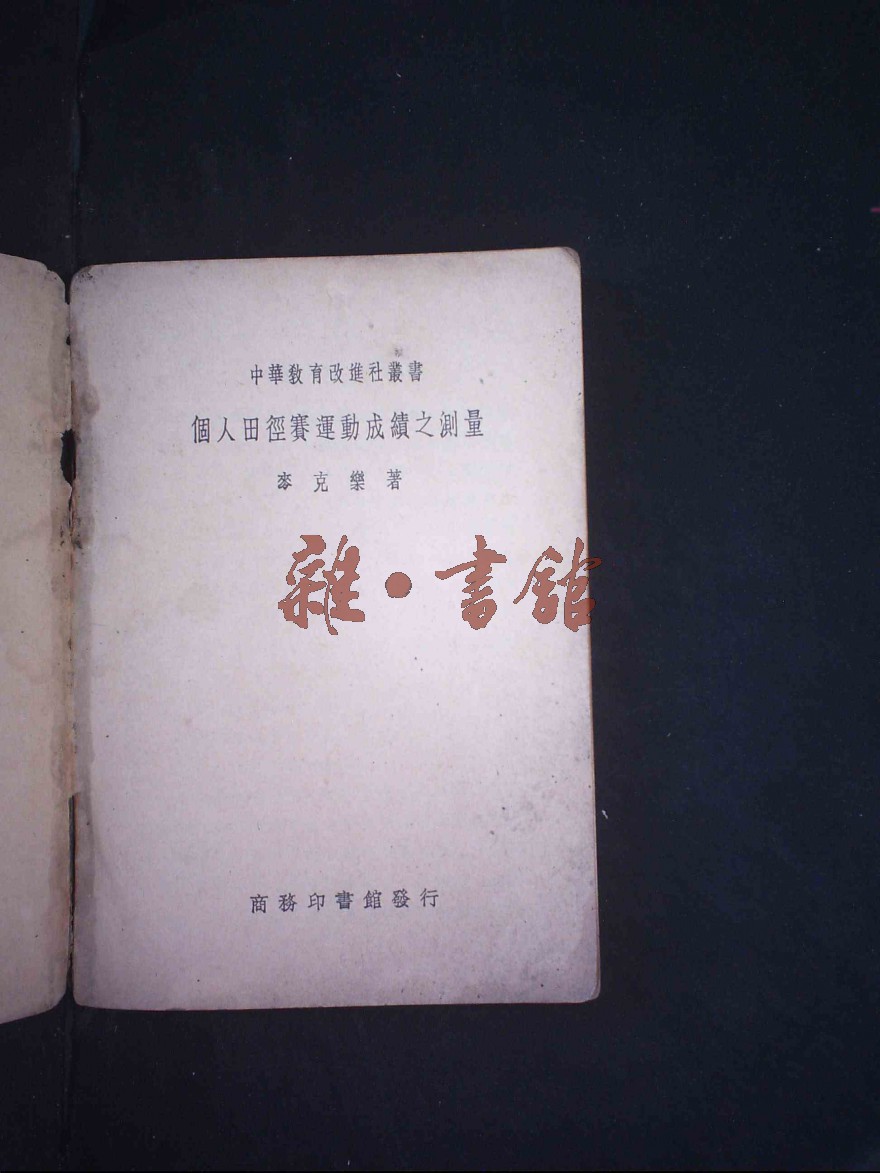 中華教育改進社叢書
個人田徑賽運動成績之測量
麥克樂著
雜•書館
商務印書館發行